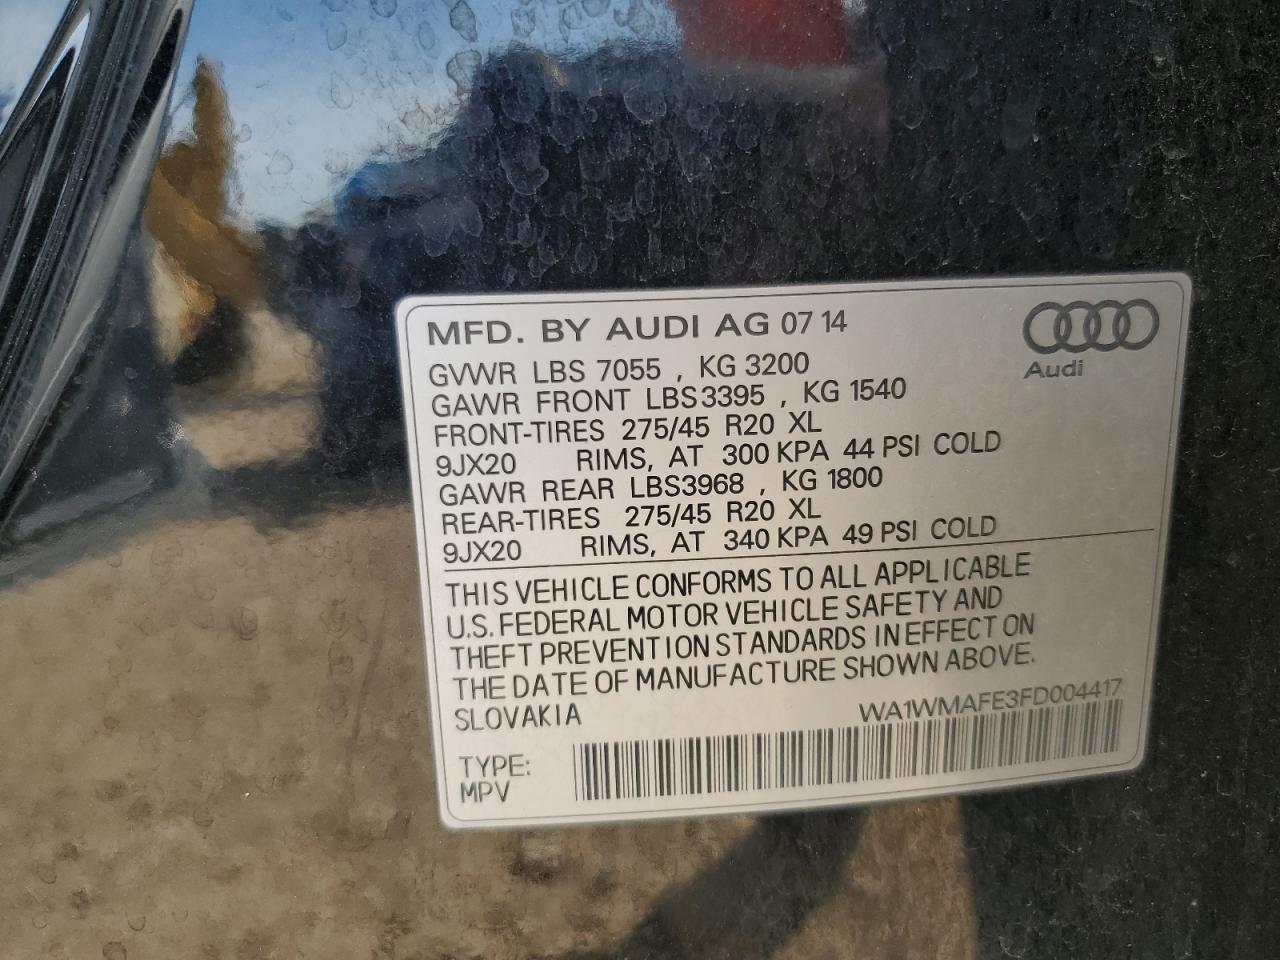 MFD. BY AUDI AG 07 14
Audi
GVWR LBS 7055 , KG 3200
GAWR FRONT LBS3395 , KG 1540
FRONT-TIRES 275/45 R20 XL
9JX20 RIMS, AT 300 KPA 44 PSI COLD
GAWR REAR LBS3968 , KG 1800
REAR-TIRES 275/45 R20 XL
9JX20 RIMS, AT 340 KPA 49 PSI COLD
THIS VEHICLE CONFORMS TO ALL APPLICABLE
U.S. FEDERAL MOTOR VEHICLE SAFETY AND
THEFT PREVENTION STANDARDS IN EFFECT ON
THE DATE OF MANUFACTURE SHOWN ABOVE.
SLOVAKIA WA1WMAFE3FD004417
TYPE:
MPV